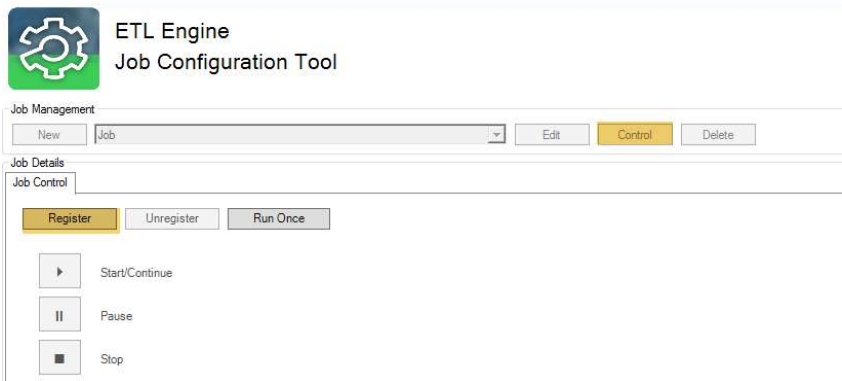 ETL Engine
Job Configuration Tool
Job Management
New Job Edit Control Delete
Job Details
Job Control
Register Unregister Run Once
Start/Continue
Pause
Stop